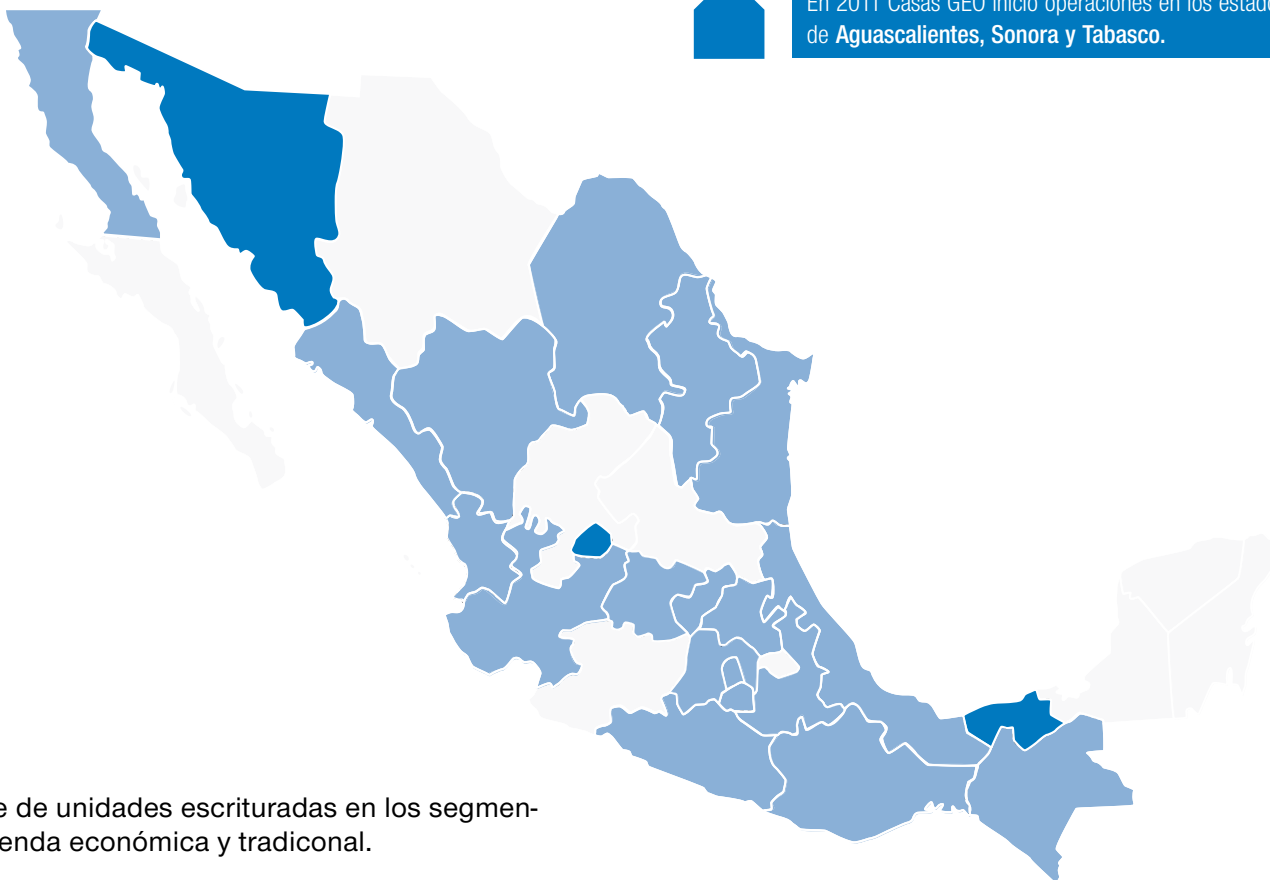 En 2011 Casas GEO inició operaciones en los estado
de Aguascalientes, Sonora y Tabasco.
e de unidades escrituradas en los segmen-
enda económica y tradiconal.